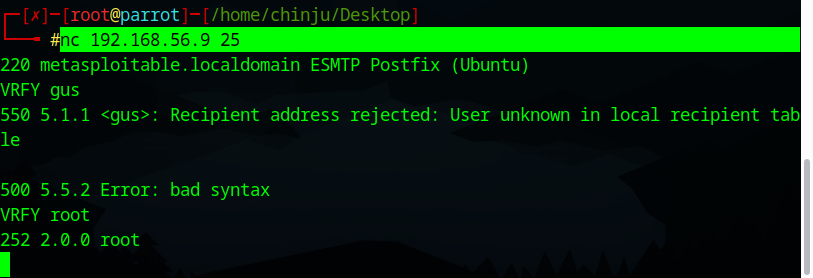 ┌─[✗]─[root@parrot]─[/home/chinju/Desktop]
└──╼ #nc 192.168.56.9 25
220 metasploitable.localdomain ESMTP Postfix (Ubuntu)
VRFY gus
550 5.1.1 <gus>: Recipient address rejected: User unknown in local recipient tab
le
500 5.5.2 Error: bad syntax
VRFY root
252 2.0.0 root